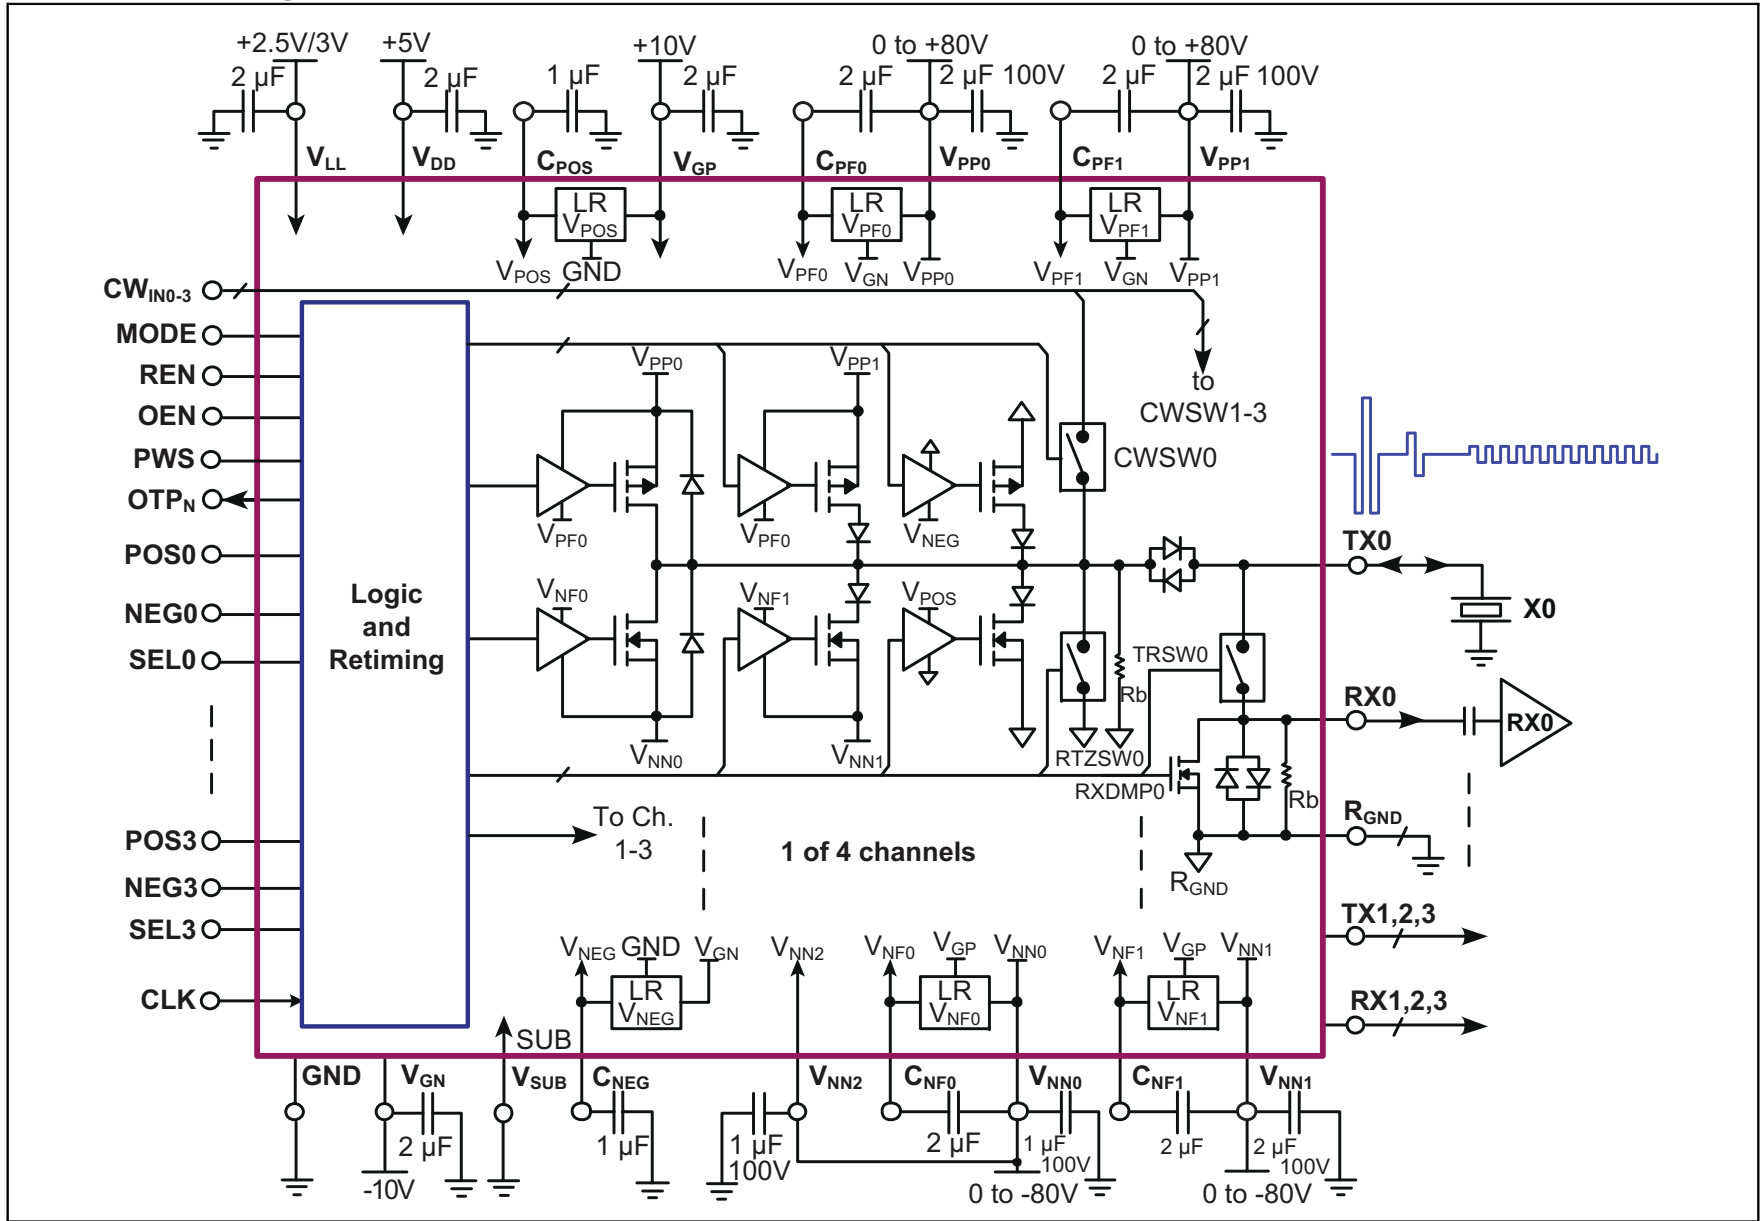 +2.5V/3V
+5V
+10V
0 to +80V
0 to +80V
2 µF
2 µF
1 µF
2 µF
2 µF
2 µF 100V
2 µF
2 µF 100V
VLL
VDD
CPOS
VGP
CPF0
VPP0
CPF1
VPP1
LR
VPOS
LR
VPF0
LR
VPF1
VPOS
GND
VPF0
VGN
VPP0
VPF1
VGN
VPP1
CWIN0-3
MODE
REN
OEN
PWS
OTPN
POS0
NEG0
SEL0
POS3
NEG3
SEL3
CLK
Logic
and
Retiming
VPP0
VPP1
to
CWSW1-3
CWSW0
VPF0
VPF0
VNEG
VNF0
VNF1
VPOS
TX0
X0
TRSW0
Rb
RX0
RX0
VNN0
VNN1
RTZSW0
RXDMP0
Rb
RGND
To Ch.
1-3
1 of 4 channels
RGND
TX1,2,3
RX1,2,3
VNEG
GND
VGN
VNN2
VNF0
VGP
VNN0
VNF1
VGP
VNN1
LR
VNEG
LR
VNF0
LR
VNF1
SUB
GND
VGN
VSUB
CNEG
VNN2
CNF0
VNN0
CNF1
VNN1
2 µF
1 µF
1 µF
100V
2 µF
1 µF
100V
2 µF
2 µF
100V
-10V
0 to -80V
0 to -80V